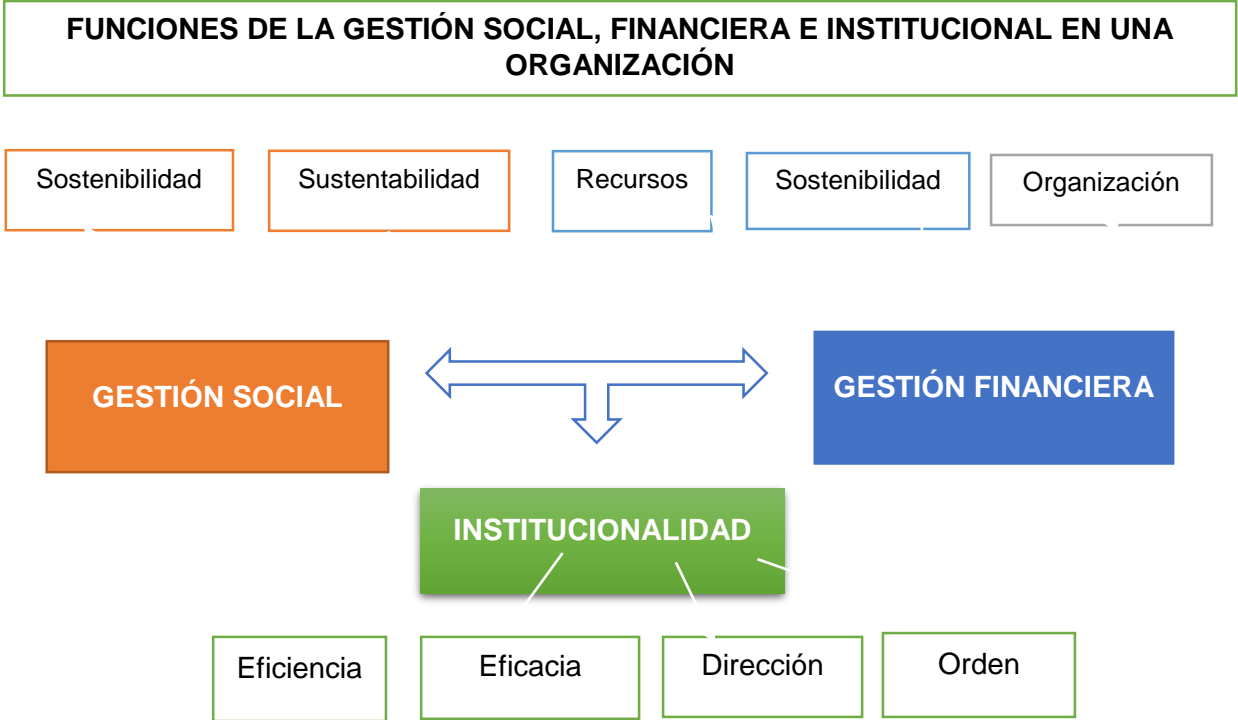 FUNCIONES DE LA GESTIÓN SOCIAL, FINANCIERA E INSTITUCIONAL EN UNA
ORGANIZACIÓN
Sostenibilidad
Sustentabilidad
Recursos
Sostenibilidad
Organización
GESTIÓN SOCIAL
GESTIÓN FINANCIERA
INSTITUCIONALIDAD
Eficiencia
Eficacia
Dirección
Orden